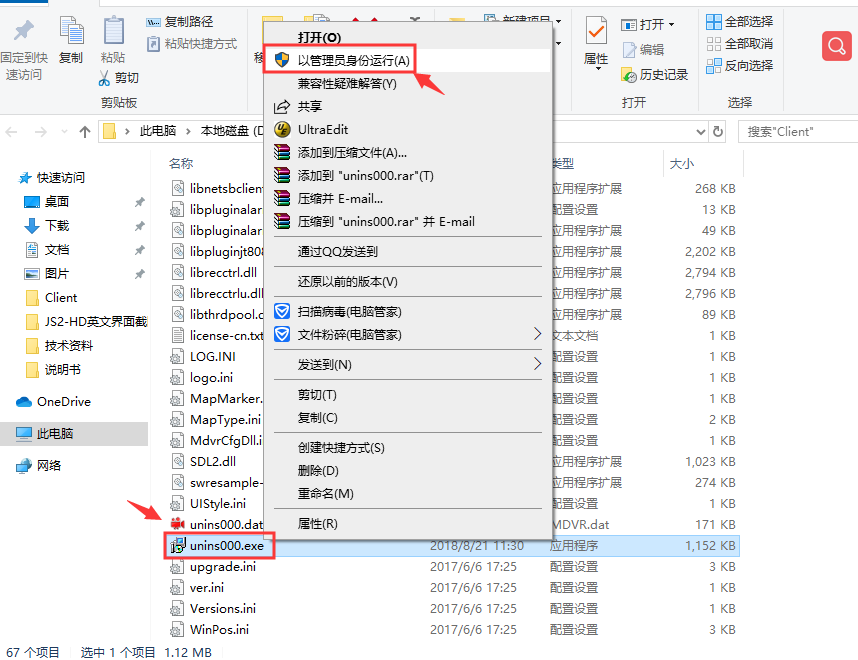 固定到快
速访问
复制
粘贴
复制路径
粘贴快捷方式
剪切
剪贴板
新建项目
属性
打开
编辑
历史记录
打开
全部选择
全部取消
反向选择
选择
此电脑 本地磁盘 (D
搜索"Client"
快速访问
桌面
下载
文档
图片
Client
JS2-HD英文界面截
技术资料
说明书
OneDrive
此电脑
网络
打开(O)
以管理员身份运行(A)
兼容性疑难解答(Y)
共享
UltraEdit
添加到压缩文件(A)...
添加到 "unins000.rar"(T)
压缩并 E-mail...
压缩到 "unins000.rar" 并 E-mail
通过QQ发送到
还原以前的版本(V)
扫描病毒(电脑管家)
文件粉碎(电脑管家)
发送到(N)
剪切(T)
复制(C)
创建快捷方式(S)
删除(D)
重命名(M)
属性(R)
名称 类型 大小
libnetsbclien 应用程序扩展 268 KB
libpluginalar 配置设置 13 KB
libpluginalar 应用程序扩展 49 KB
libpluginjt808 应用程序扩展 2,202 KB
librecctrl.dll 应用程序扩展 2,794 KB
librecctrlu.dll 应用程序扩展 2,796 KB
libthrdpool.d 应用程序扩展 89 KB
license-cn.txt 文本文档 1 KB
LOG.INI 配置设置 1 KB
logo.ini 配置设置 1 KB
MapMarker. 配置设置 1 KB
MapType.ini 配置设置 2 KB
MdvrCfgDll.i 配置设置 1 KB
SDL2.dll 应用程序扩展 1,023 KB
swresample- 应用程序扩展 274 KB
UIStyle.ini 配置设置 1 KB
unins000.dat MDVR.dat 171 KB
unins000.exe 2018/8/21 11:30 应用程序 1,152 KB
upgrade.ini 2017/6/6 17:25 配置设置 3 KB
ver.ini 2017/6/6 17:25 配置设置 1 KB
Versions.ini 2017/6/6 17:25 配置设置 1 KB
WinPos.ini 2017/6/6 17:25 配置设置 3 KB
67 个项目 选中 1 个项目 1.12 MB